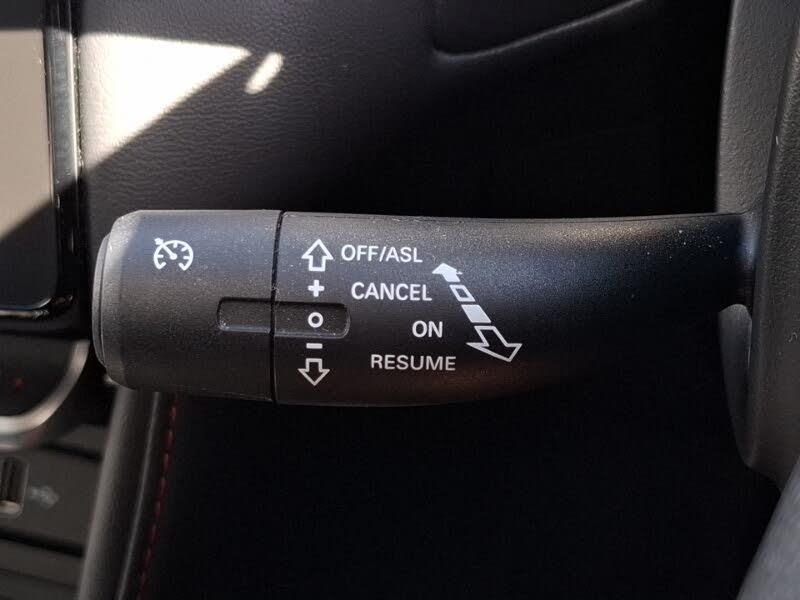 OFF/ASL
+ CANCEL
O ON
- RESUME